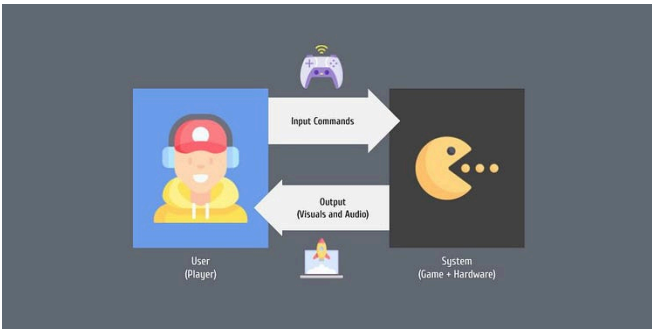 Input Commands
Output
(Visuals and Audio)
User
(Player)
System
(Game + Hardware)